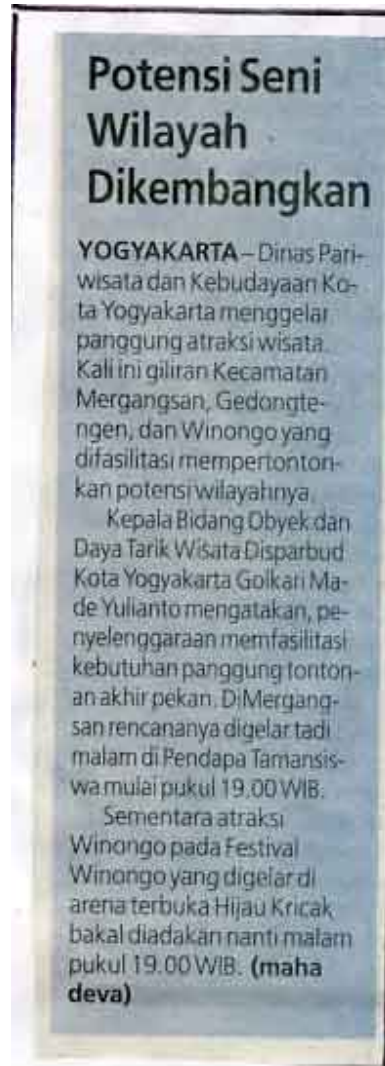 Potensi Seni
Wilayah
Dikembangkan
YOGYAKARTA – Dinas Pari-
wisata dan Kebudayaan Ko-
ta Yogyakarta menggelar
panggung atraksi wisata.
Kali ini giliran Kecamatan
Mergangsan, Gedongte-
ngen, dan Winongo yang
difasilitasi mempertonton-
kan potensi wilayahnya.
Kepala Bidang Obyek dan
Daya Tarik Wisata Disparbud
Kota Yogyakarta Golkari Ma-
de Yulianto mengatakan, pe-
nyelenggaraan memfasilitasi
kebutuhan panggung tonton-
an akhir pekan. Di Mergang-
san rencananya digelar tadi
malam di Pendapa Tamansis-
wa mulai pukul 19.00 WIB.
Sementara atraksi
Winongo pada Festival
Winongo yang digelar di
arena terbuka Hijau Kricak
bakal diadakan nanti malam
pukul 19.00 WIB. (maha
deva)